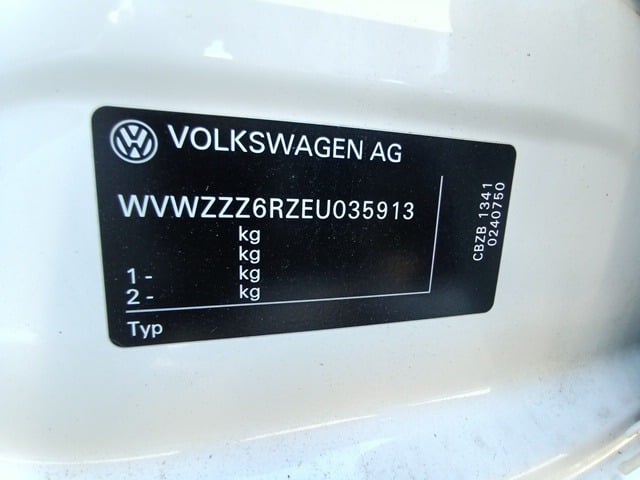 VOLKSWAGEN AG
WVWZZZ6RZEU035913
kg
kg
1 - kg
2 - kg
Typ
CBZB 1341
0240750